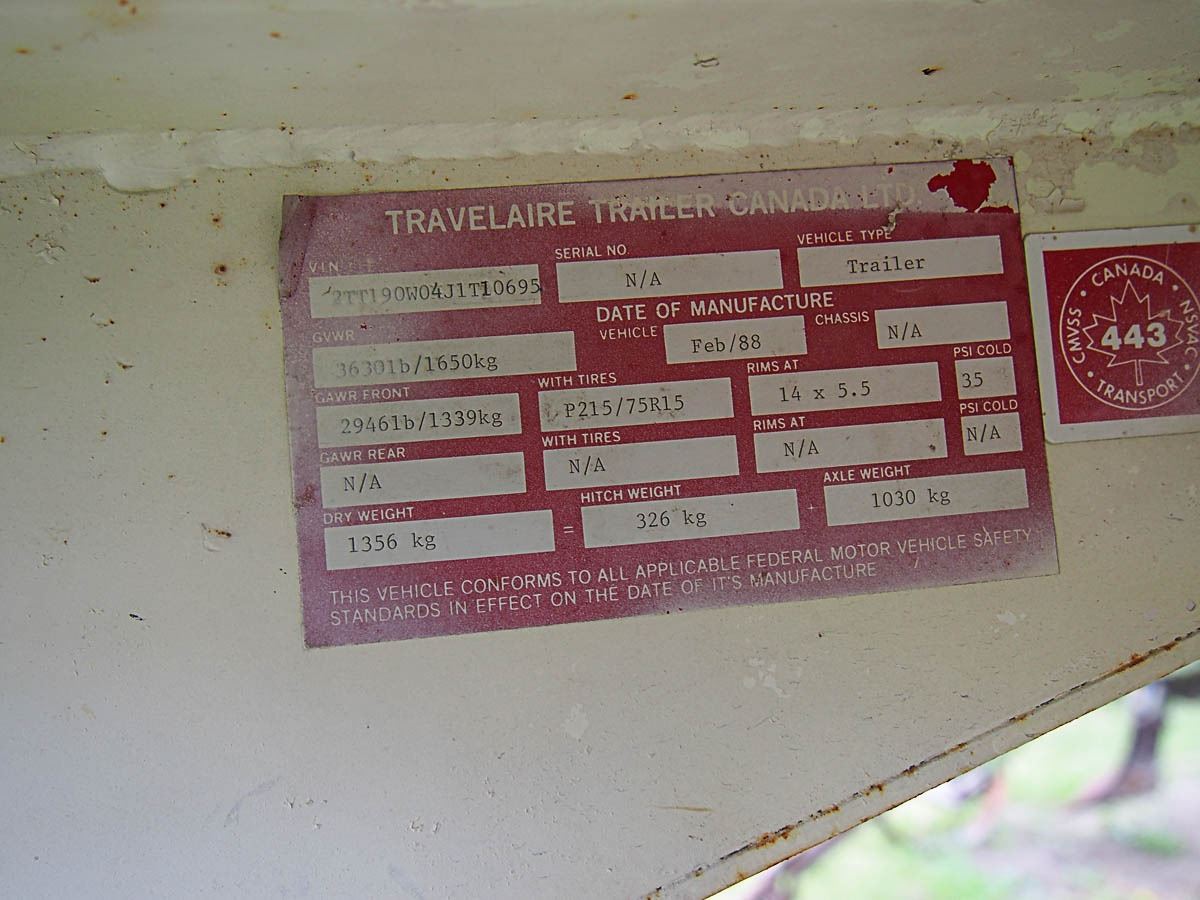 TRAVELAIRE TRAILER CANADA LTD.
V.I.N. SERIAL NO. VEHICLE TYPE
2TT190W04J1T10695 N/A Trailer
DATE OF MANUFACTURE
GVWR VEHICLE Feb/88 CHASSIS N/A
3630lb/1650kg
GAWR FRONT WITH TIRES RIMS AT PSI COLD
2946lb/1339kg P215/75R15 14 x 5.5 35
GAWR REAR WITH TIRES RIMS AT PSI COLD
N/A N/A N/A N/A
DRY WEIGHT HITCH WEIGHT AXLE WEIGHT
1356 kg = 326 kg + 1030 kg
THIS VEHICLE CONFORMS TO ALL APPLICABLE FEDERAL MOTOR VEHICLE SAFETY
STANDARDS IN EFFECT ON THE DATE OF IT'S MANUFACTURE
CANADA
CMVSS 443 NSVAC
TRANSPORT